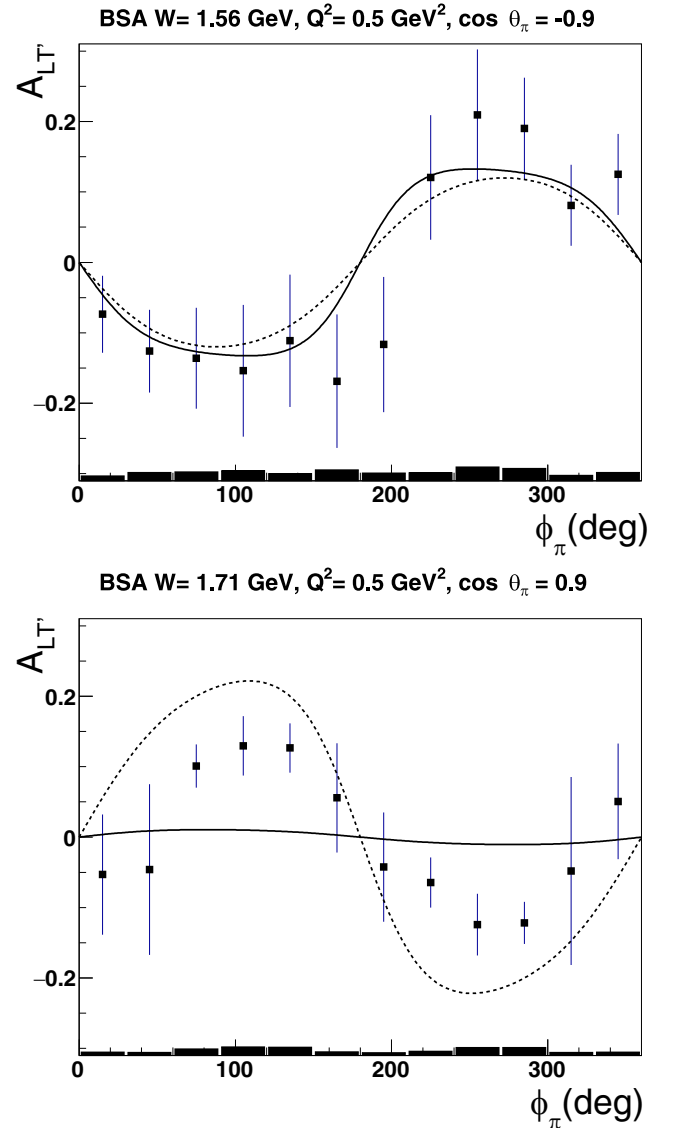 BSA W= 1.56 GeV, Q²= 0.5 GeV², cos θπ = -0.9
A_LT'
0.2
0
−0.2
0 100 200 300
ϕπ(deg)
BSA W= 1.71 GeV, Q²= 0.5 GeV², cos θπ = 0.9
A_LT'
0.2
0
−0.2
0 100 200 300
ϕπ(deg)